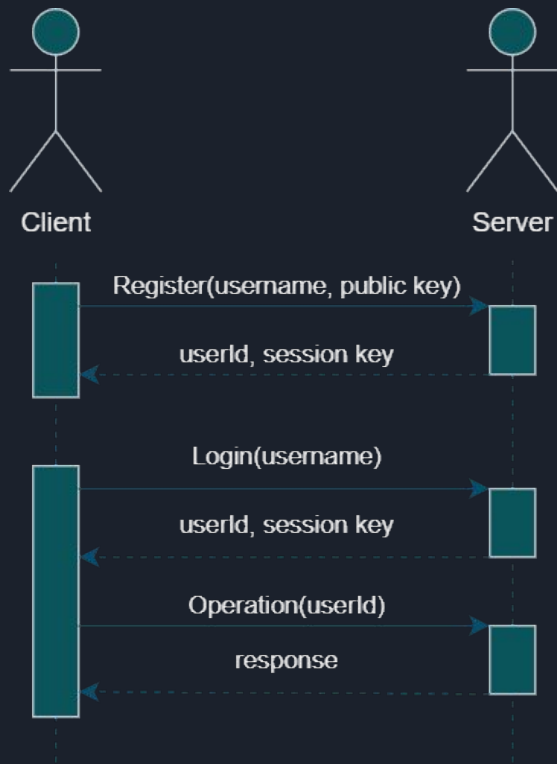 Client
Server
Register(username, public key)
userId, session key
Login(username)
userId, session key
Operation(userId)
response